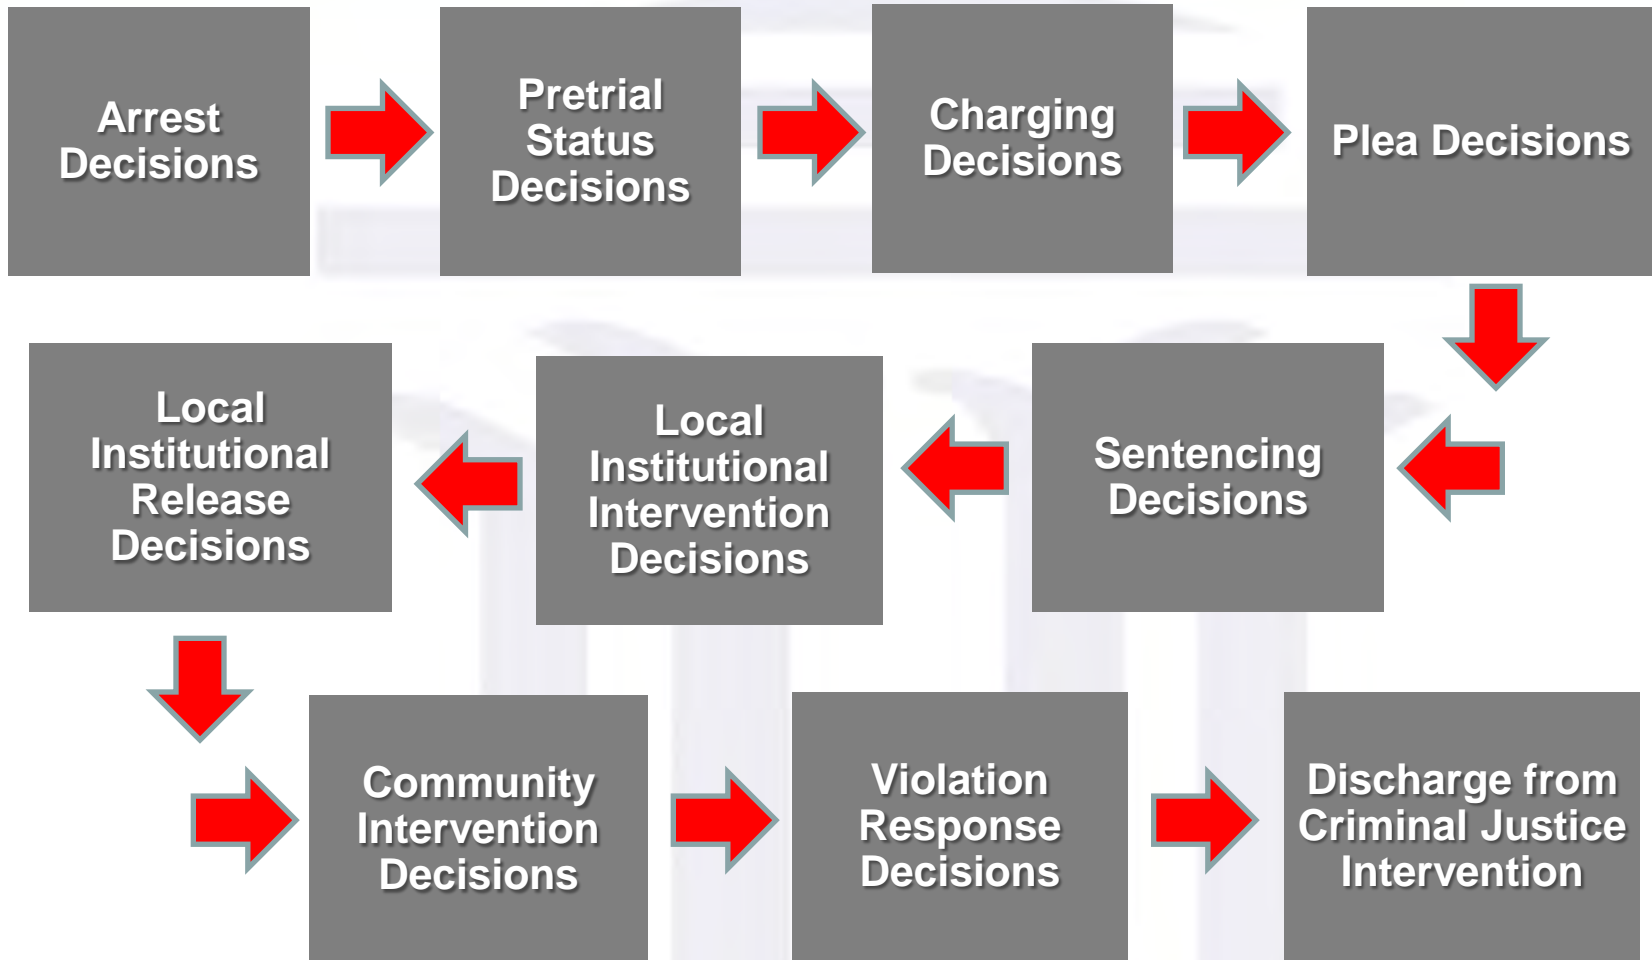 Arrest
Decisions
Pretrial
Status
Decisions
Charging
Decisions
Plea Decisions
Sentencing
Decisions
Local
Institutional
Intervention
Decisions
Local
Institutional
Release
Decisions
Community
Intervention
Decisions
Violation
Response
Decisions
Discharge from
Criminal Justice
Intervention